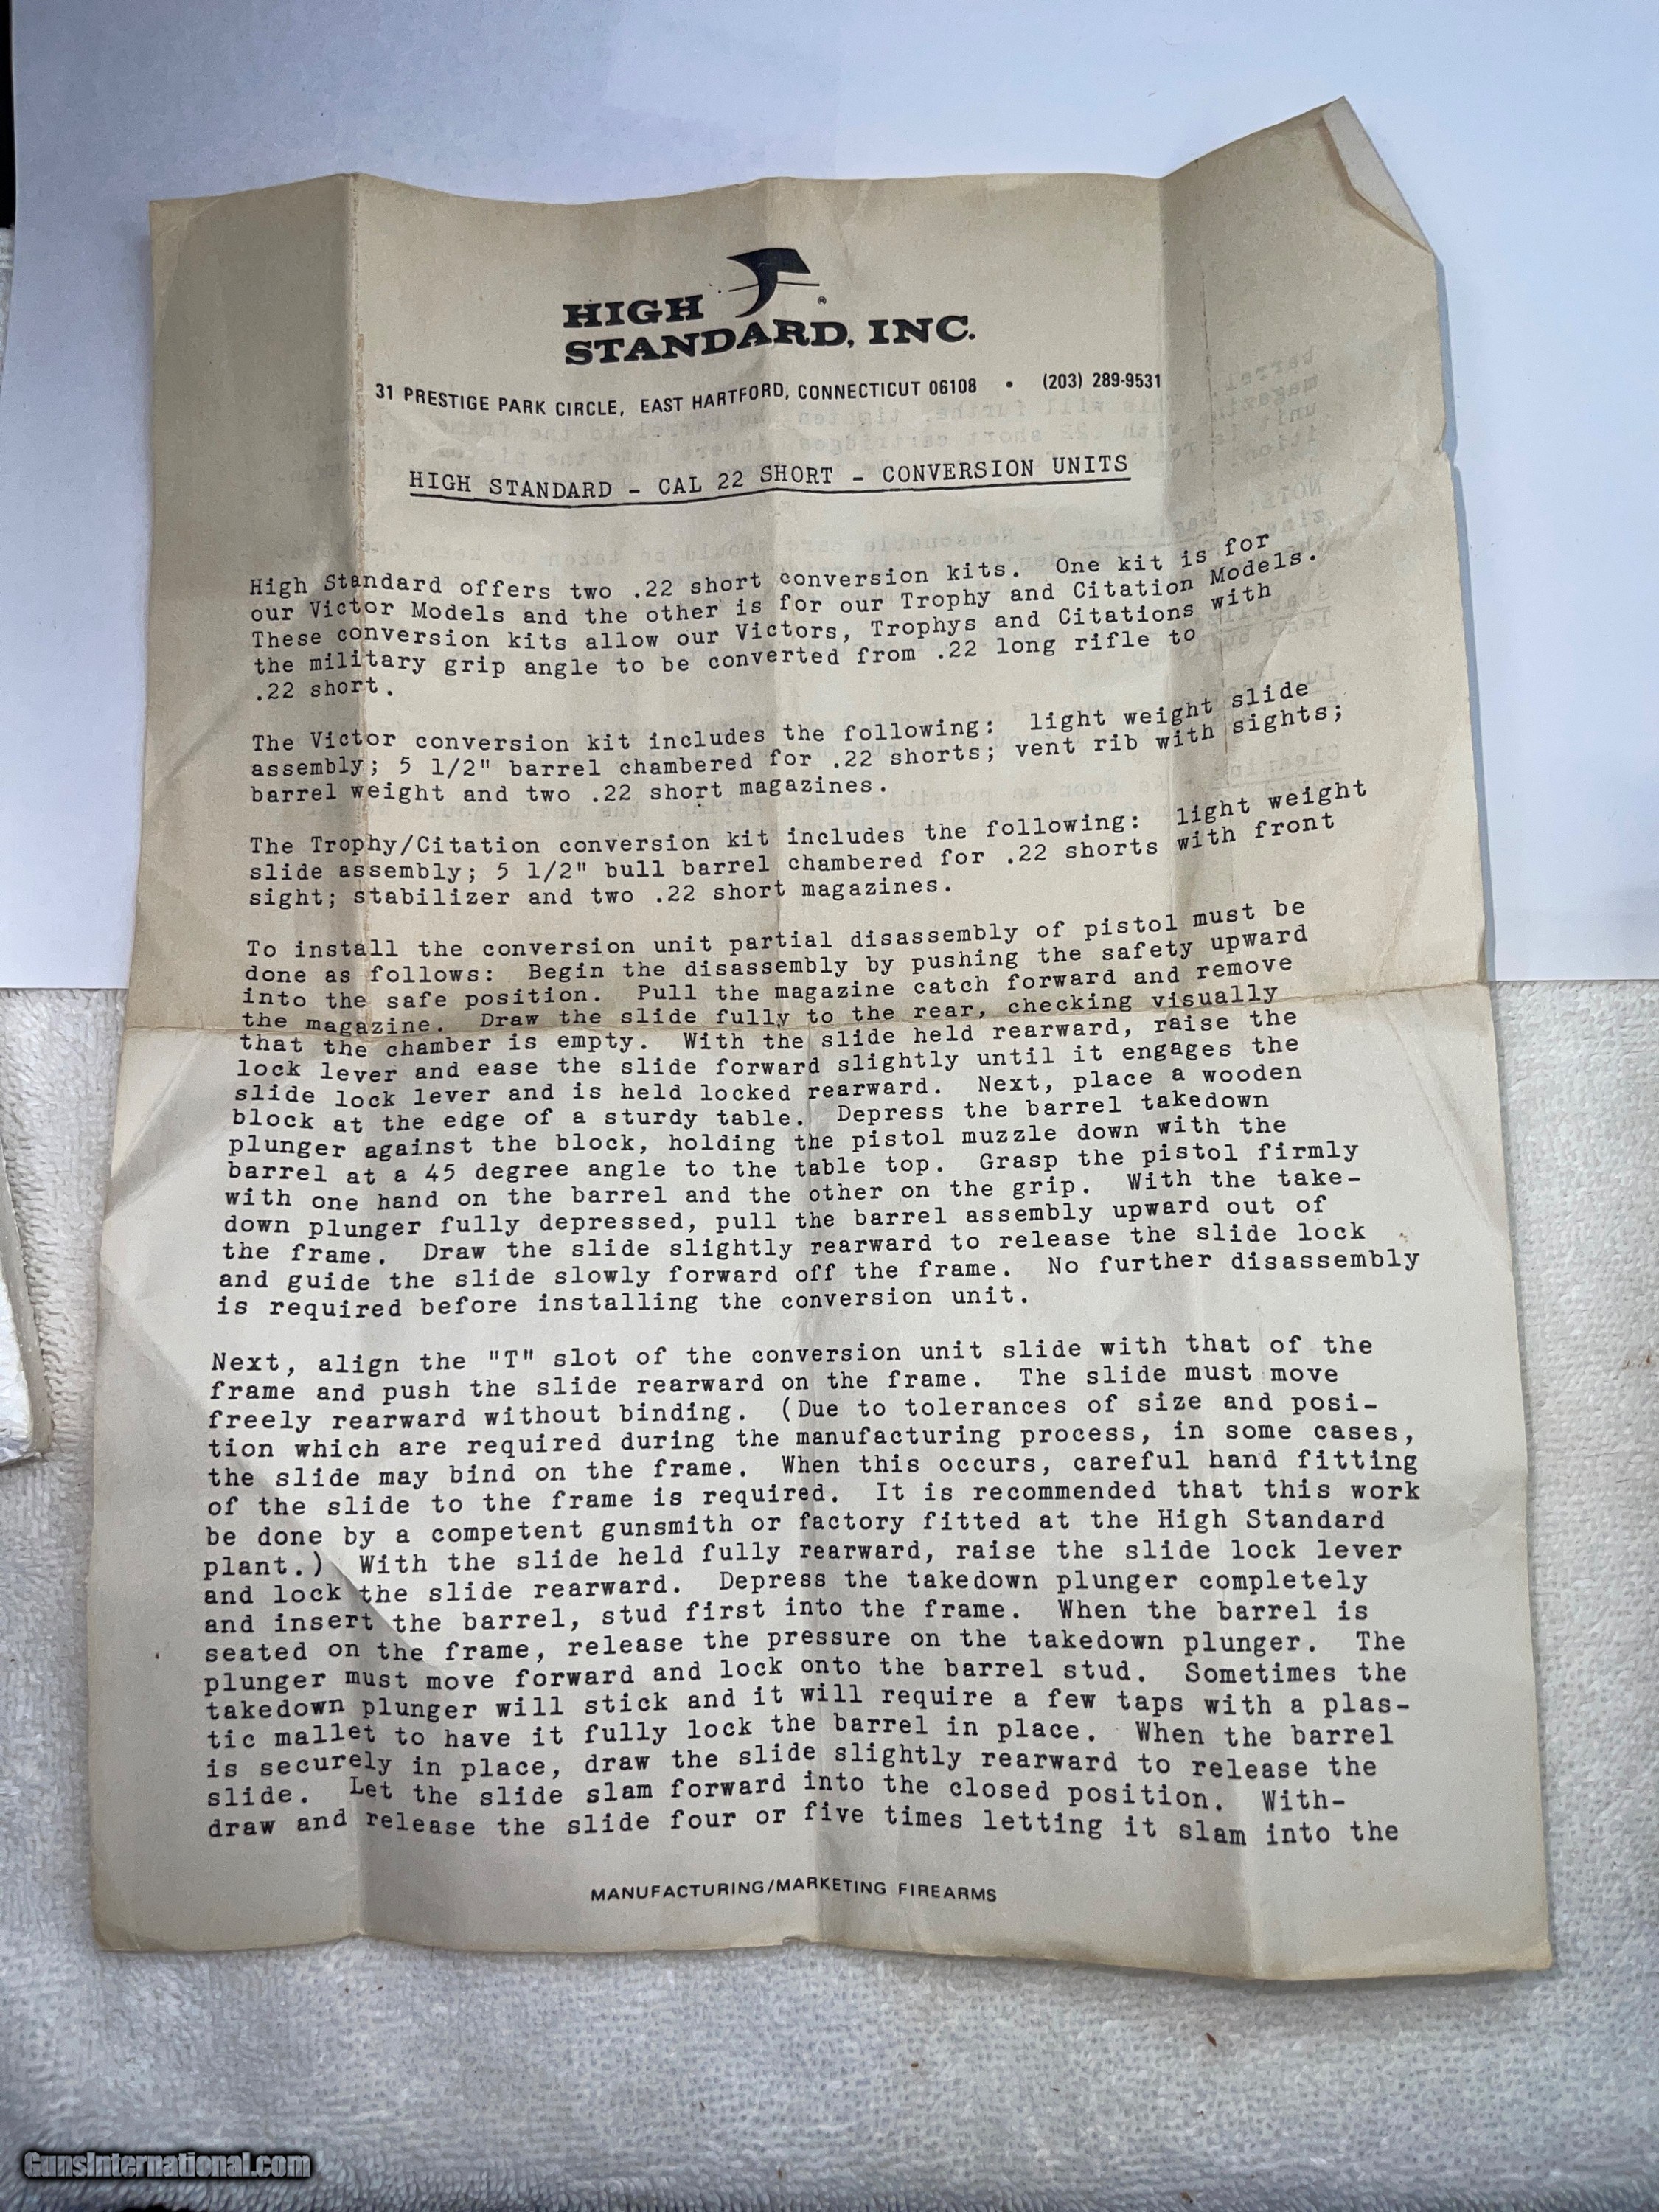 HIGH
STANDARD, INC.
®
31 PRESTIGE PARK CIRCLE, EAST HARTFORD, CONNECTICUT 06108 • (203) 289-9531
HIGH STANDARD - CAL 22 SHORT - CONVERSION UNITS
High Standard offers two .22 short conversion kits. One kit is for
our Victor Models and the other is for our Trophy and Citation Models.
These conversion kits allow our Victors, Trophys and Citations with
the military grip angle to be converted from .22 long rifle to
.22 short.
The Victor conversion kit includes the following: light weight slide
assembly; 5 1/2" barrel chambered for .22 shorts; vent rib with sights;
barrel weight and two .22 short magazines.
The Trophy/Citation conversion kit includes the following: light weight
slide assembly; 5 1/2" bull barrel chambered for .22 shorts with front
sight; stabilizer and two .22 short magazines.
To install the conversion unit partial disassembly of pistol must be
done as follows: Begin the disassembly by pushing the safety upward
into the safe position. Pull the magazine catch forward and remove
the magazine. Draw the slide fully to the rear, checking visually
that the chamber is empty. With the slide held rearward, raise the
lock lever and ease the slide forward slightly until it engages the
slide lock lever and is held locked rearward. Next, place a wooden
block at the edge of a sturdy table. Depress the barrel takedown
plunger against the block, holding the pistol muzzle down with the
barrel at a 45 degree angle to the table top. Grasp the pistol firmly
with one hand on the barrel and the other on the grip. With the take-
down plunger fully depressed, pull the barrel assembly upward out of
the frame. Draw the slide slightly rearward to release the slide lock
and guide the slide slowly forward off the frame. No further disassembly
is required before installing the conversion unit.
Next, align the "T" slot of the conversion unit slide with that of the
frame and push the slide rearward on the frame. The slide must move
freely rearward without binding. (Due to tolerances of size and posi-
tion which are required during the manufacturing process, in some cases,
the slide may bind on the frame. When this occurs, careful hand fitting
of the slide to the frame is required. It is recommended that this work
be done by a competent gunsmith or factory fitted at the High Standard
plant.) With the slide held fully rearward, raise the slide lock lever
and lock the slide rearward. Depress the takedown plunger completely
and insert the barrel, stud first into the frame. When the barrel is
seated on the frame, release the pressure on the takedown plunger. The
plunger must move forward and lock onto the barrel stud. Sometimes the
takedown plunger will stick and it will require a few taps with a plas-
tic mallet to have it fully lock the barrel in place. When the barrel
is securely in place, draw the slide slightly rearward to release the
slide. Let the slide slam forward into the closed position. With-
draw and release the slide four or five times letting it slam into the
MANUFACTURING/MARKETING FIREARMS
GunsInternational.com